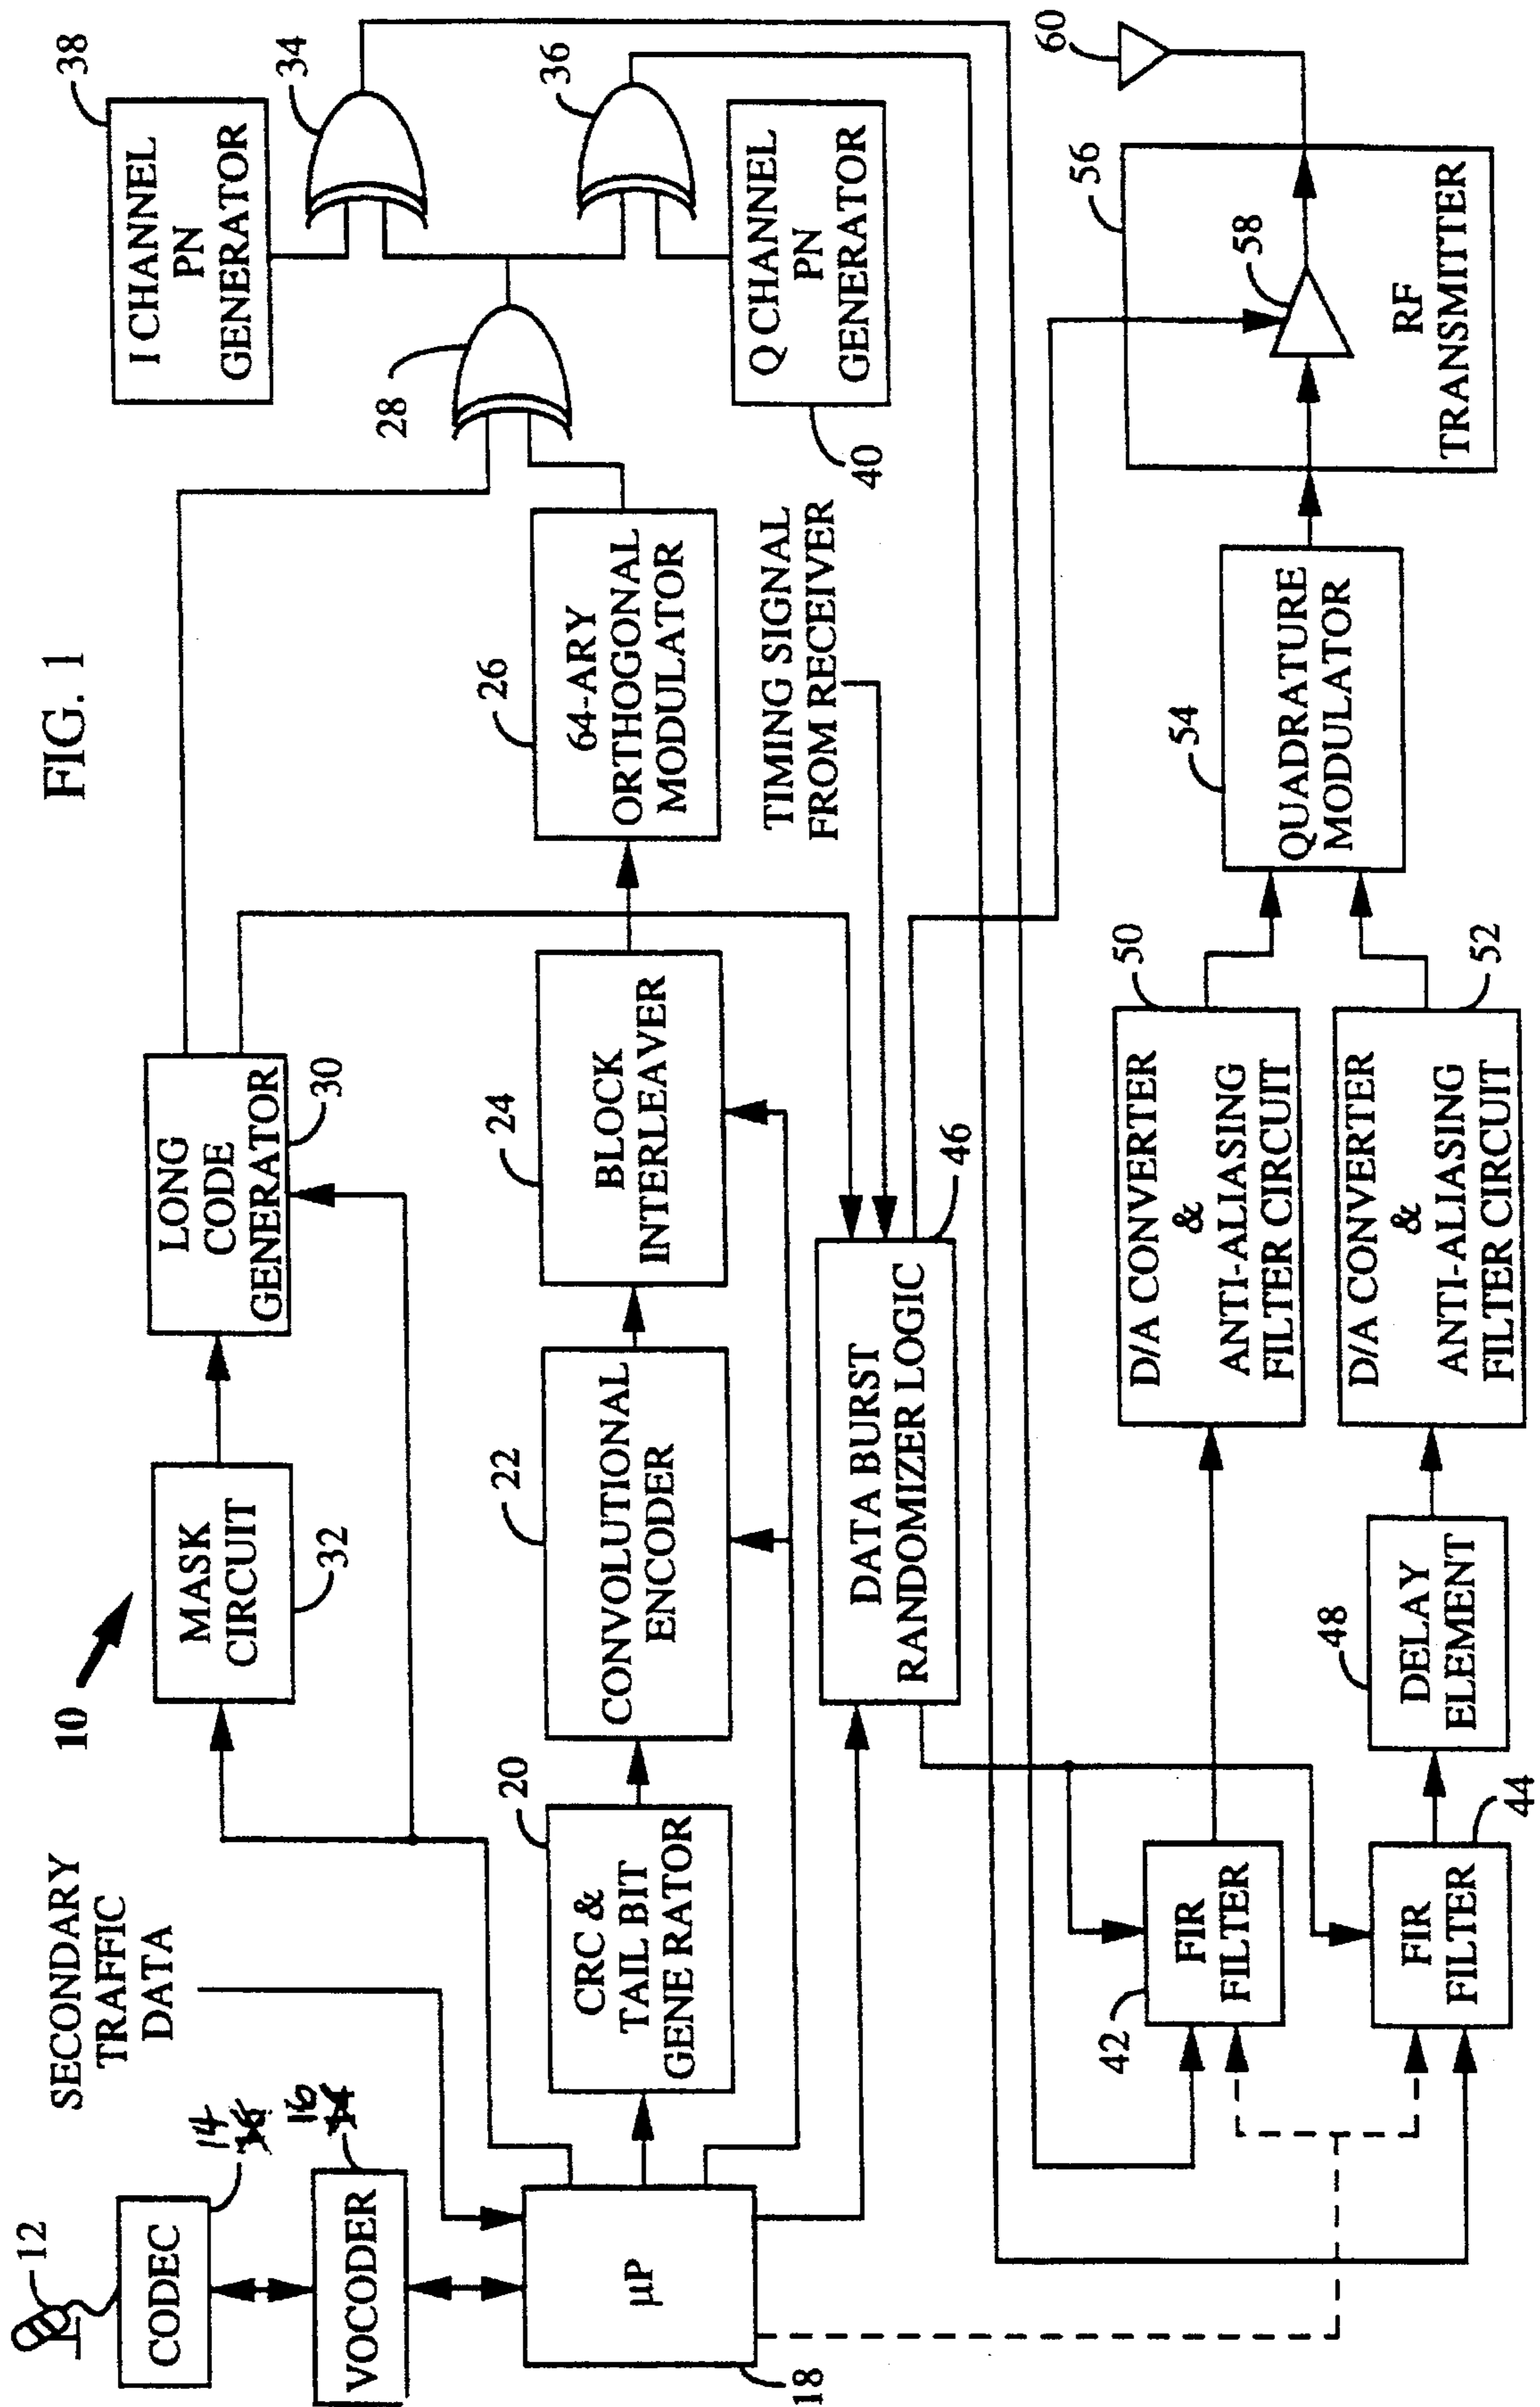 FIG. 1
10
12
CODEC
14
16
VOCODER
16
14
SECONDARY
TRAFFIC
DATA
µP
18
MASK
CIRCUIT
32
LONG
CODE
GENERATOR
30
CRC &
TAIL BIT
GENE RATOR
20
CONVOLUTIONAL
ENCODER
22
BLOCK
INTERLEAVER
24
64-ARY
ORTHOGONAL
MODULATOR
26
28
I CHANNEL
PN
GENERATOR
38
34
36
Q CHANNEL
PN
GENERATOR
40
TIMING SIGNAL
FROM RECEIVER
DATA BURST
RANDOMIZER LOGIC
46
FIR
FILTER
42
FIR
FILTER
44
DELAY
ELEMENT
48
D/A CONVERTER
&
ANTI-ALIASING
FILTER CIRCUIT
50
D/A CONVERTER
&
ANTI-ALIASING
FILTER CIRCUIT
52
QUADRATURE
MODULATOR
54
56
58
RF
TRANSMITTER
60